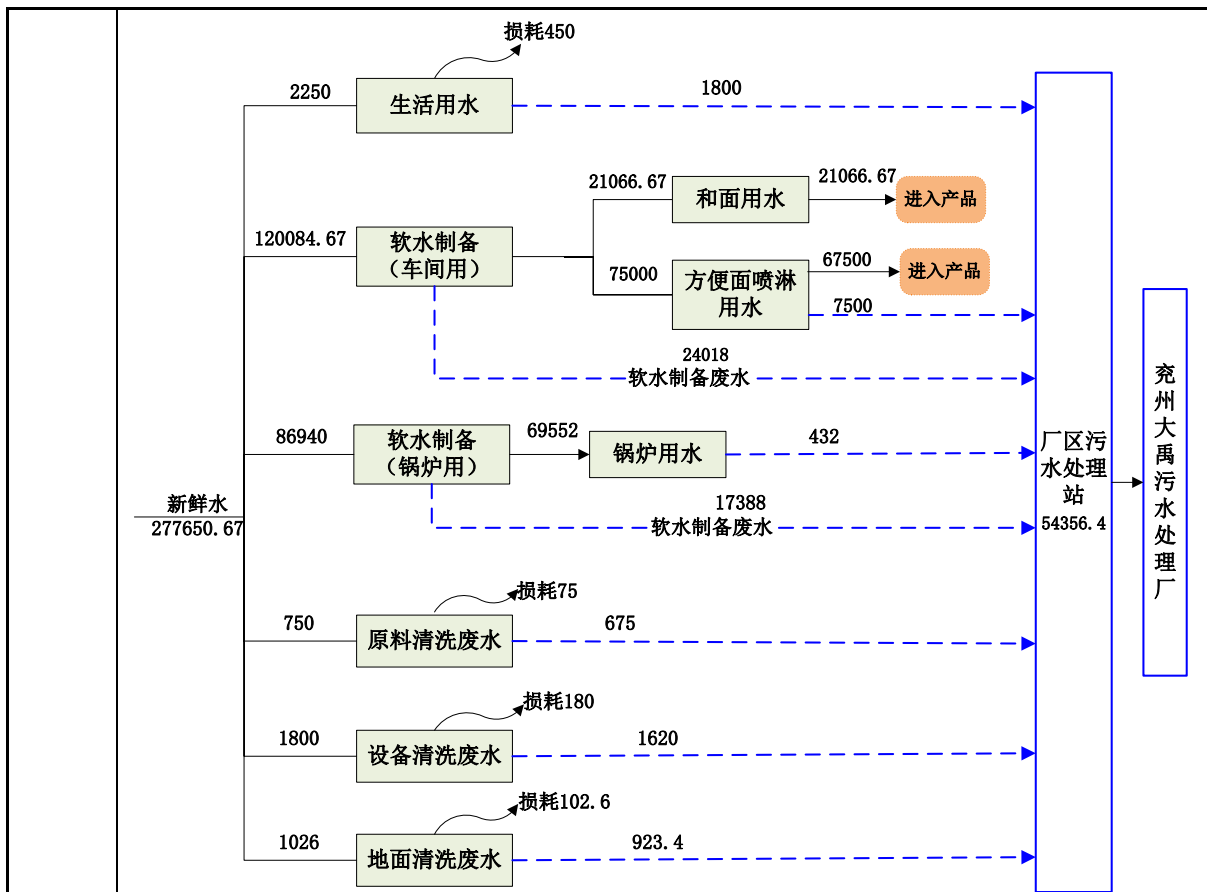 损耗450
2250
生活用水
1800
21066.67
和面用水
21066.67
进入产品
120084.67
软水制备
（车间用）
75000
方便面喷淋
用水
67500
进入产品
7500
24018
软水制备废水
86940
软水制备
（锅炉用）
69552
锅炉用水
432
17388
软水制备废水
新鲜水
277650.67
损耗75
750
原料清洗废水
675
损耗180
1800
设备清洗废水
1620
损耗102.6
1026
地面清洗废水
923.4
厂区污
水处理
站
54356.4
兖州大禹污水处理厂